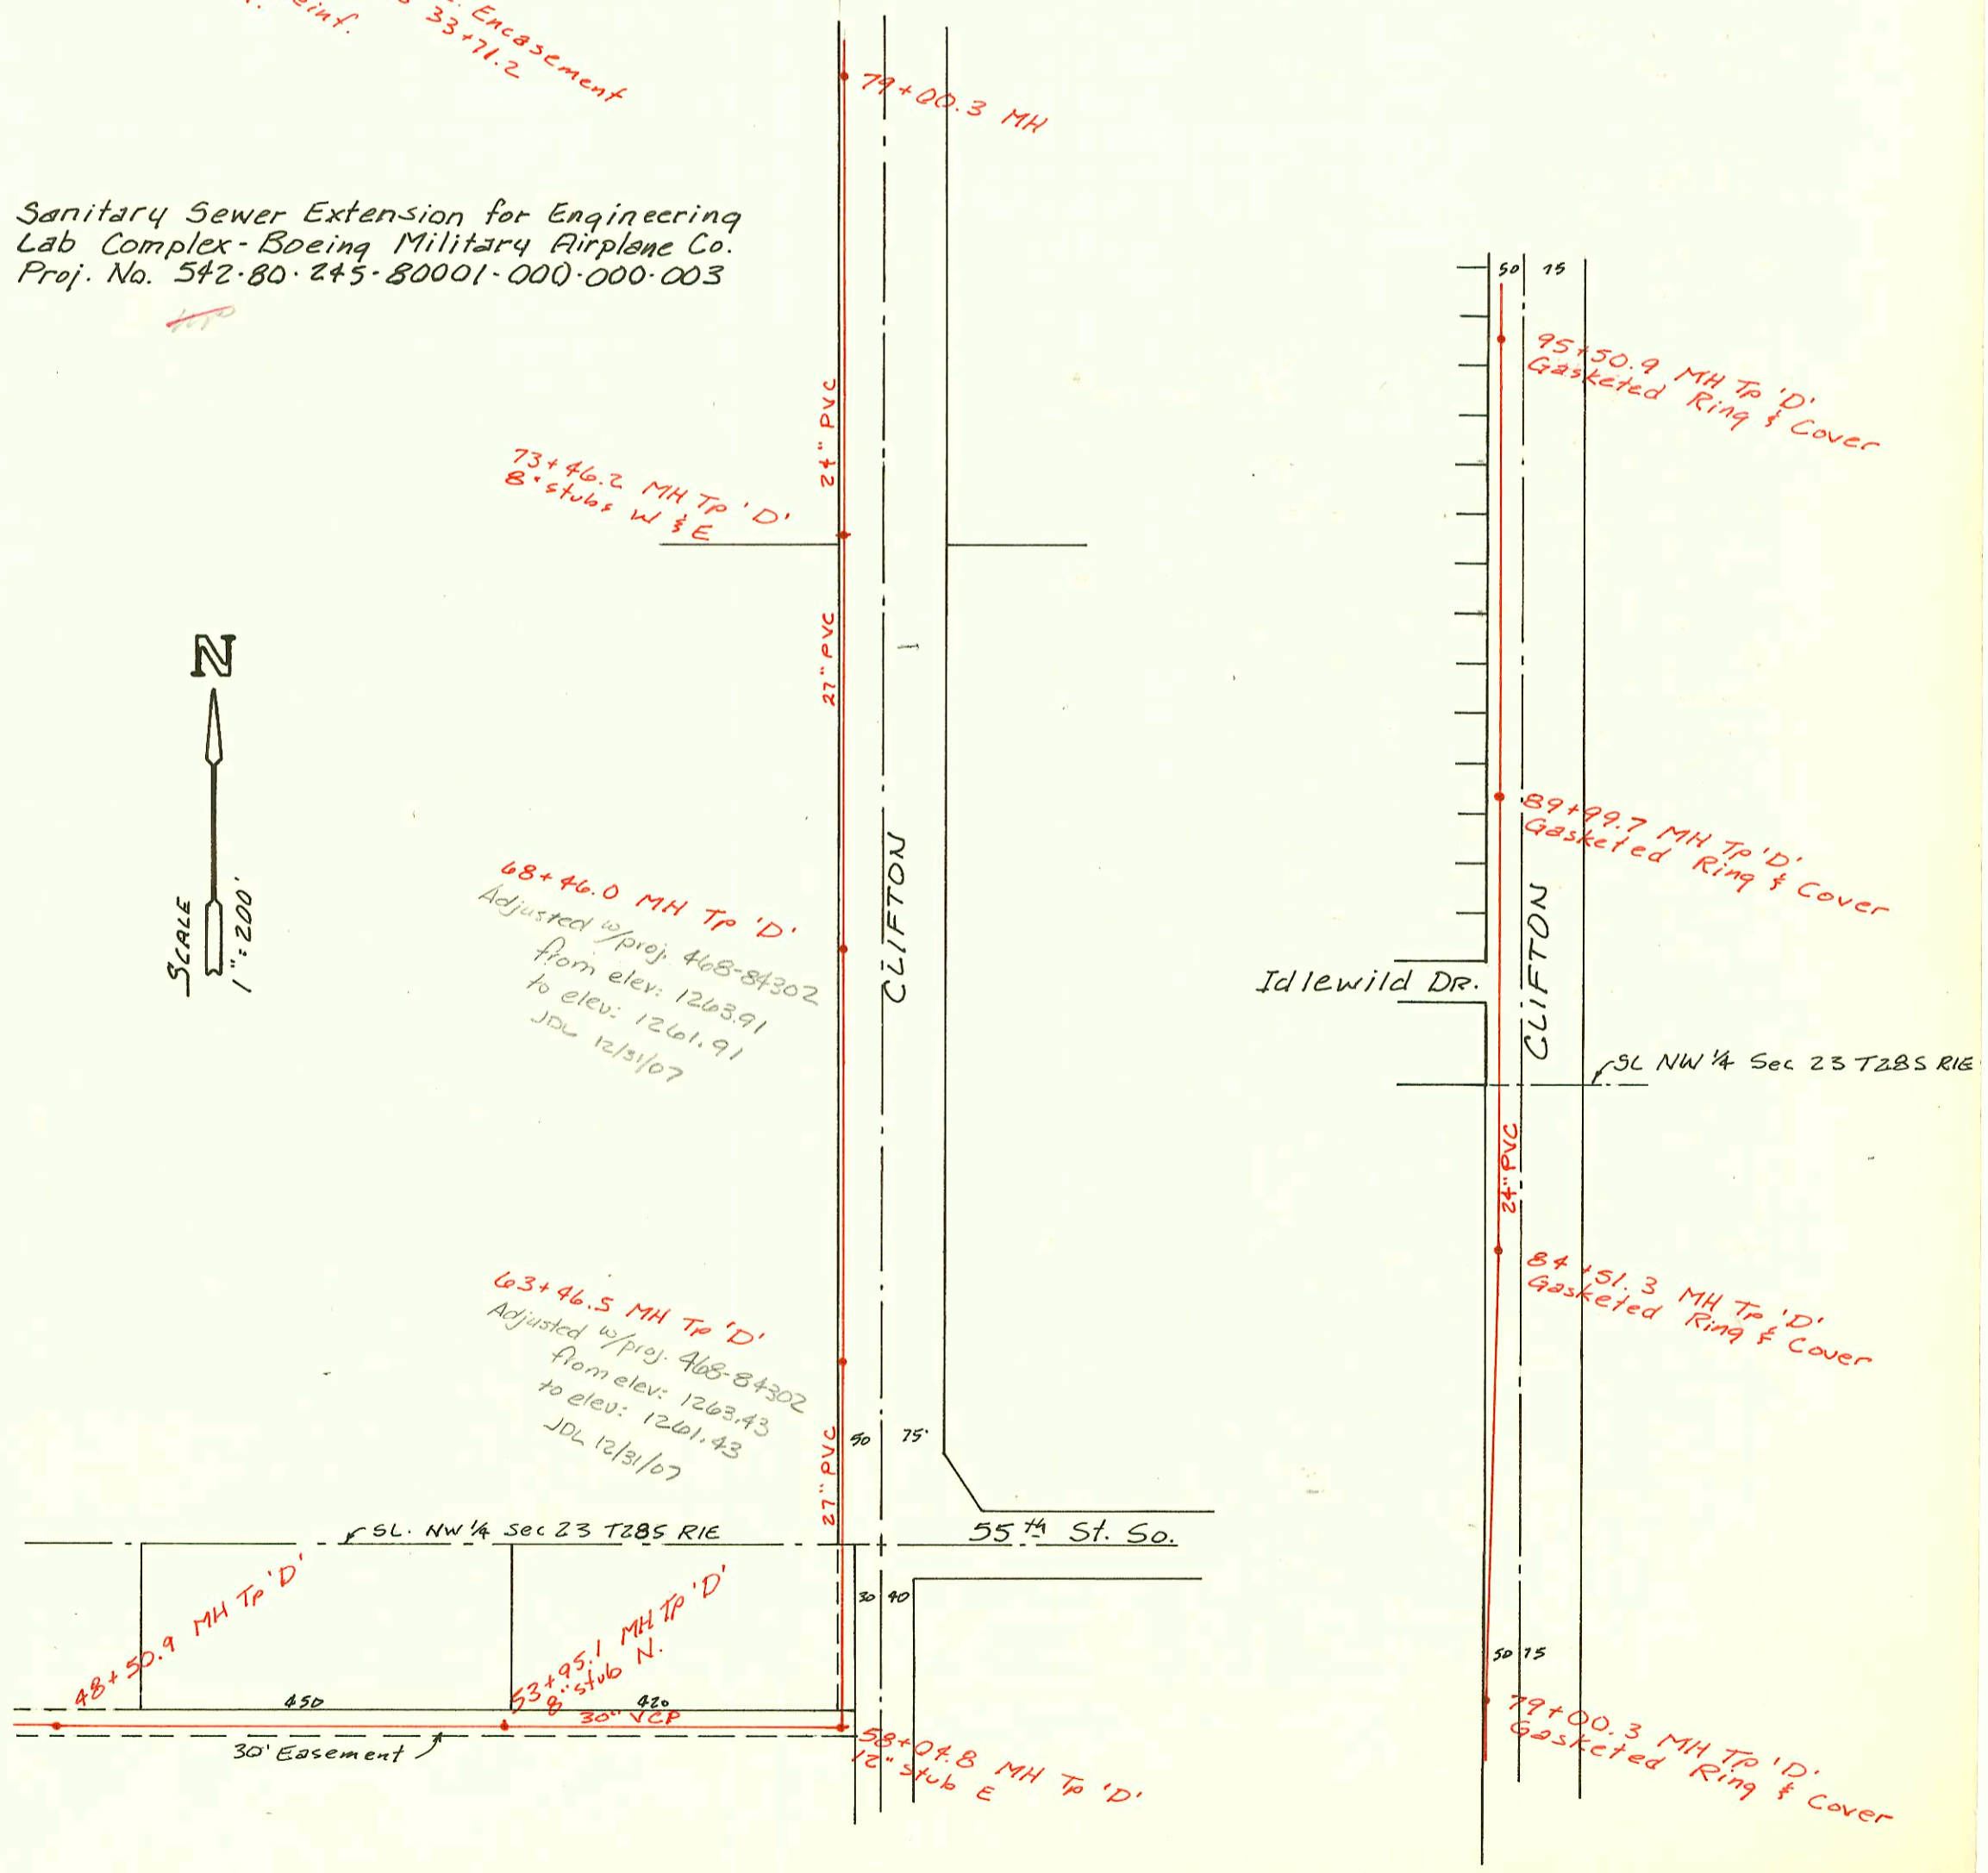 Encasement
33+71.2
einf.
79+00.3 MH
Sanitary Sewer Extension for Engineering
Lab Complex - Boeing Military Airplane Co.
Proj. No. 542·80·245·80001-000·000·003
50 75
95+50.9 MH Tp 'D'
Gasketed Ring & Cover
24" PVC
73+46.2 MH Tp 'D'
8" stubs W & E
27" PVC
N
SCALE
1":200'
89+99.7 MH Tp 'D'
Gasketed Ring & Cover
68+46.0 MH Tp 'D'
Adjusted w/proj. 468-84302
from elev: 1263.91
to elev: 1261.91
JDL 12/31/07
CLIFTON
CLIFTON
Idlewild DR.
SL NW ¼ Sec 23 T28S R1E
24" PVC
84+51.3 MH Tp 'D'
Gasketed Ring & Cover
63+46.5 MH Tp 'D'
Adjusted w/proj. 468-84302
from elev: 1263.43
to elev: 1261.43
JDL 12/31/07
27" PVC
50 75'
SL. NW ¼ Sec 23 T28S R1E
55th St. So.
30 40
48+50.9 MH Tp 'D'
53+95.1 MH Tp 'D'
8" stub N.
450
420
30" VCP
30' Easement
58+04.8 MH Tp 'D'
12" stub E
50 75
79+00.3 MH Tp 'D'
Gasketed Ring & Cover